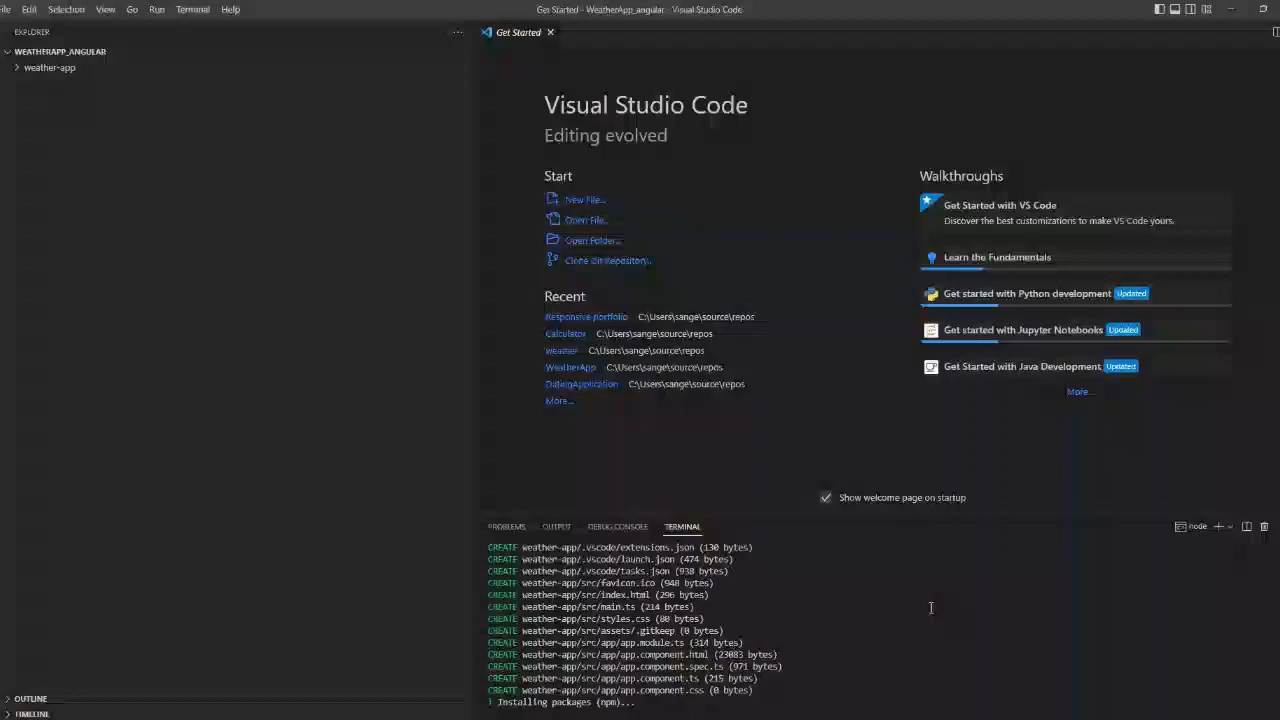 File Edit Selection View Go Run Terminal Help
Get Started - WeatherApp_angular - Visual Studio Code
EXPLORER
WEATHERAPP_ANGULAR
weather-app
OUTLINE
TIMELINE
Get Started
Visual Studio Code
Editing evolved
Start
New File...
Open File...
Open Folder...
Clone Git Repository...
Recent
Responsive portfolio C:\Users\sange\source\repos
Calculator C:\Users\sange\source\repos
weather C:\Users\sange\source\repos
WeatherApp C:\Users\sange\source\repos
DatingApplication C:\Users\sange\source\repos
More...
Walkthroughs
Get Started with VS Code
Discover the best customizations to make VS Code yours.
Learn the Fundamentals
Get started with Python development Updated
Get started with Jupyter Notebooks Updated
Get Started with Java Development Updated
More...
Show welcome page on startup
PROBLEMS OUTPUT DEBUG CONSOLE TERMINAL
node
CREATE weather-app/.vscode/extensions.json (130 bytes)
CREATE weather-app/.vscode/launch.json (474 bytes)
CREATE weather-app/.vscode/tasks.json (938 bytes)
CREATE weather-app/src/favicon.ico (948 bytes)
CREATE weather-app/src/index.html (296 bytes)
CREATE weather-app/src/main.ts (214 bytes)
CREATE weather-app/src/styles.css (80 bytes)
CREATE weather-app/src/assets/.gitkeep (0 bytes)
CREATE weather-app/src/app/app.module.ts (314 bytes)
CREATE weather-app/src/app/app.component.html (23083 bytes)
CREATE weather-app/src/app/app.component.spec.ts (971 bytes)
CREATE weather-app/src/app/app.component.ts (215 bytes)
CREATE weather-app/src/app/app.component.css (0 bytes)
Installing packages (npm)...